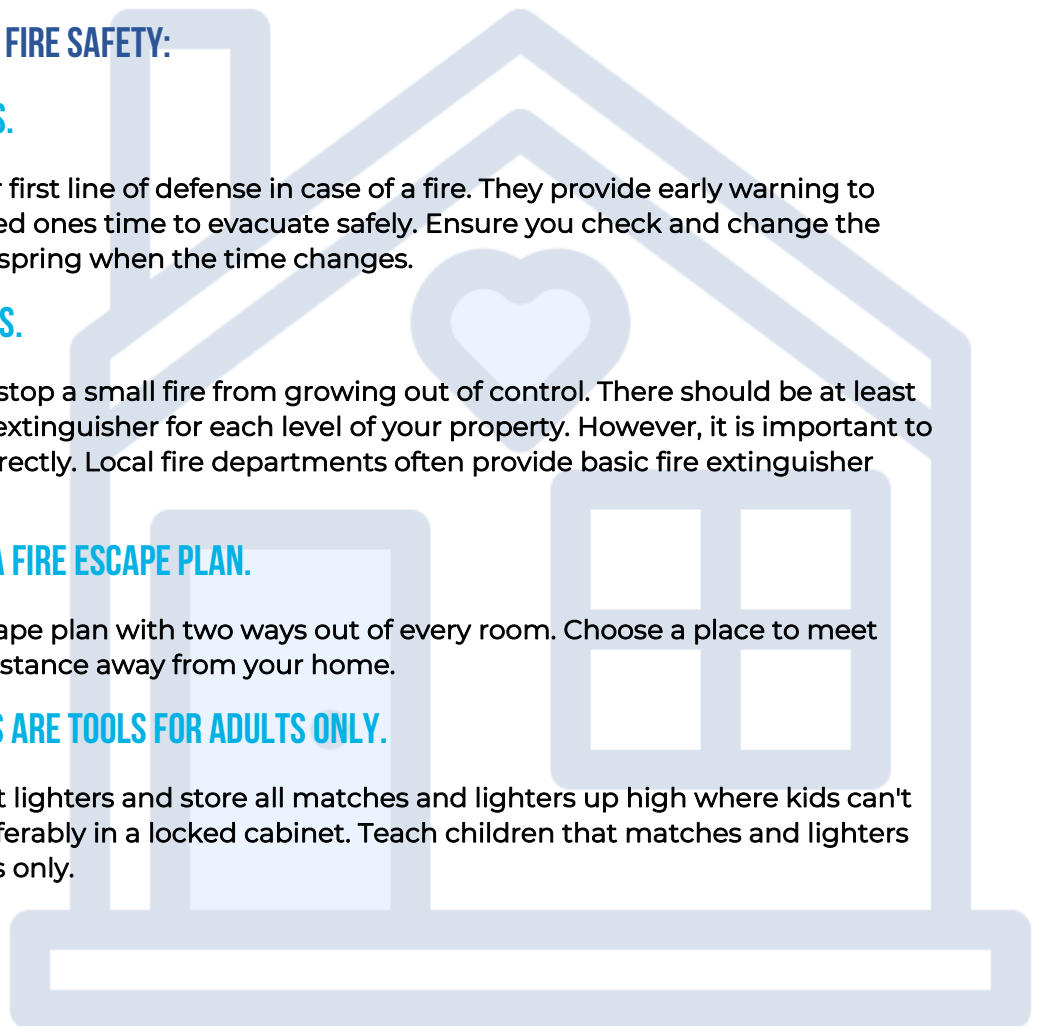 FIRE SAFETY:
S.
first line of defense in case of a fire. They provide early warning to
ed ones time to evacuate safely. Ensure you check and change the
spring when the time changes.
S.
stop a small fire from growing out of control. There should be at least
extinguisher for each level of your property. However, it is important to
rectly. Local fire departments often provide basic fire extinguisher
A FIRE ESCAPE PLAN.
ape plan with two ways out of every room. Choose a place to meet
stance away from your home.
S ARE TOOLS FOR ADULTS ONLY.
t lighters and store all matches and lighters up high where kids can't
ferably in a locked cabinet. Teach children that matches and lighters
s only.